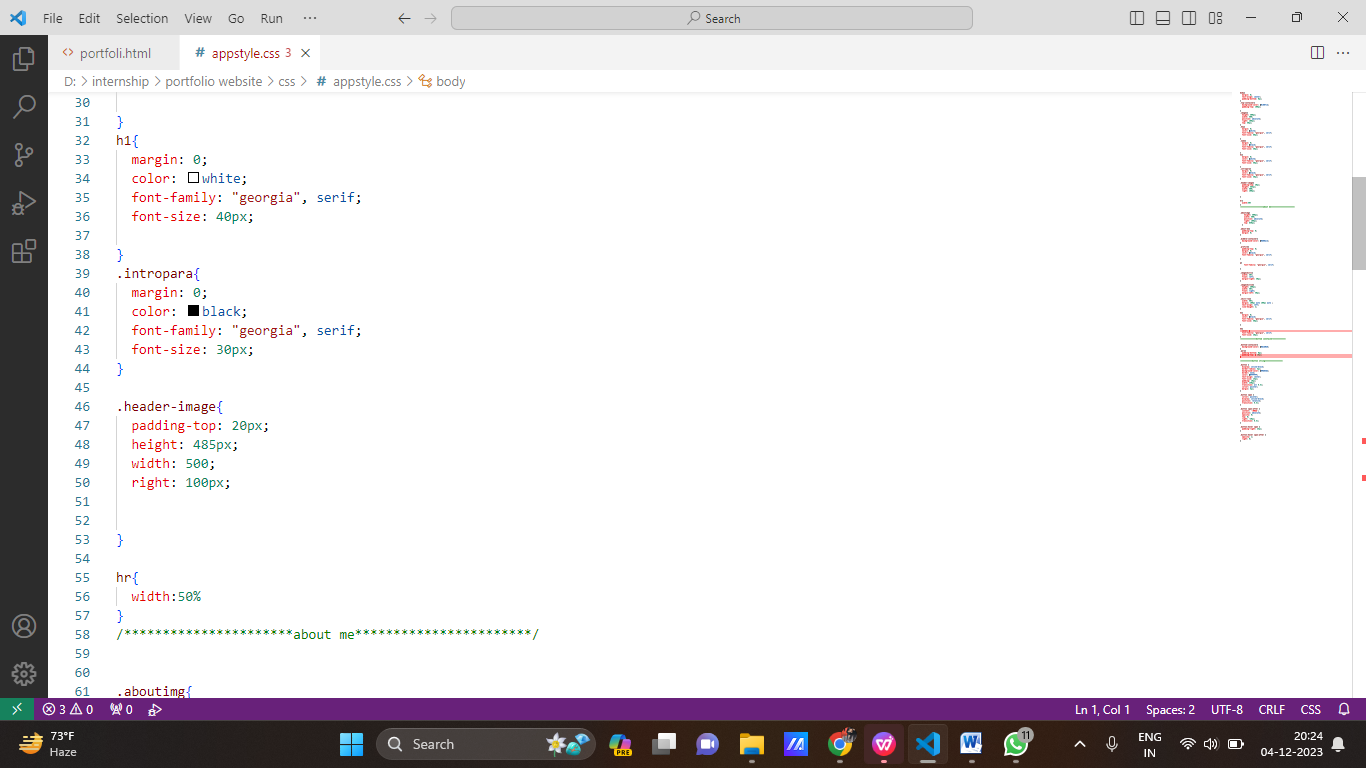 File Edit Selection View Go Run ··· Search
portfoli.html # appstyle.css 3
D: > internship > portfolio website > css > # appstyle.css > body
30
31 }
32 h1{
33 margin: 0;
34 color: white;
35 font-family: "georgia", serif;
36 font-size: 40px;
37
38 }
39 .intropara{
40 margin: 0;
41 color: black;
42 font-family: "georgia", serif;
43 font-size: 30px;
44 }
45
46 .header-image{
47 padding-top: 20px;
48 height: 485px;
49 width: 500;
50 right: 100px;
51
52
53 }
54
55 hr{
56 width:50%
57 }
58 /**********************about me***********************/
59
60
61 .aboutimg{
3 0 0 Ln 1, Col 1 Spaces: 2 UTF-8 CRLF CSS
73°F
Haze
Search
PRE
11
ENG
IN
20:24
04-12-2023